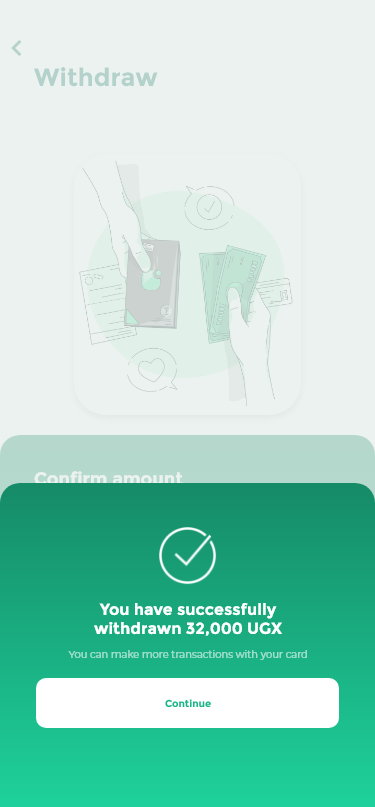 Withdraw
Confirm amount
You have successfully
withdrawn 32,000 UGX
You can make more transactions with your card
Continue